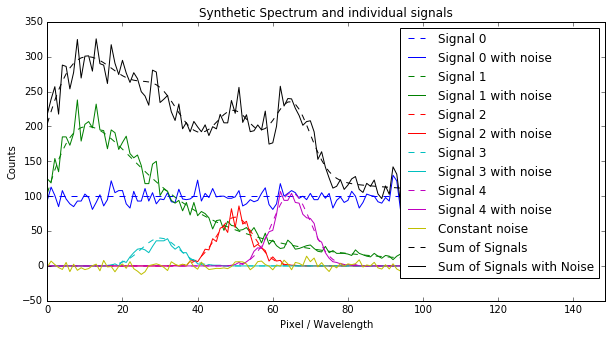 Synthetic Spectrum and individual signals
350
300
250
200
150
100
50
0
−50
Counts
Signal 0
Signal 0 with noise
Signal 1
Signal 1 with noise
Signal 2
Signal 2 with noise
Signal 3
Signal 3 with noise
Signal 4
Signal 4 with noise
Constant noise
Sum of Signals
Sum of Signals with Noise
0 20 40 60 80 100 120 140
Pixel / Wavelength